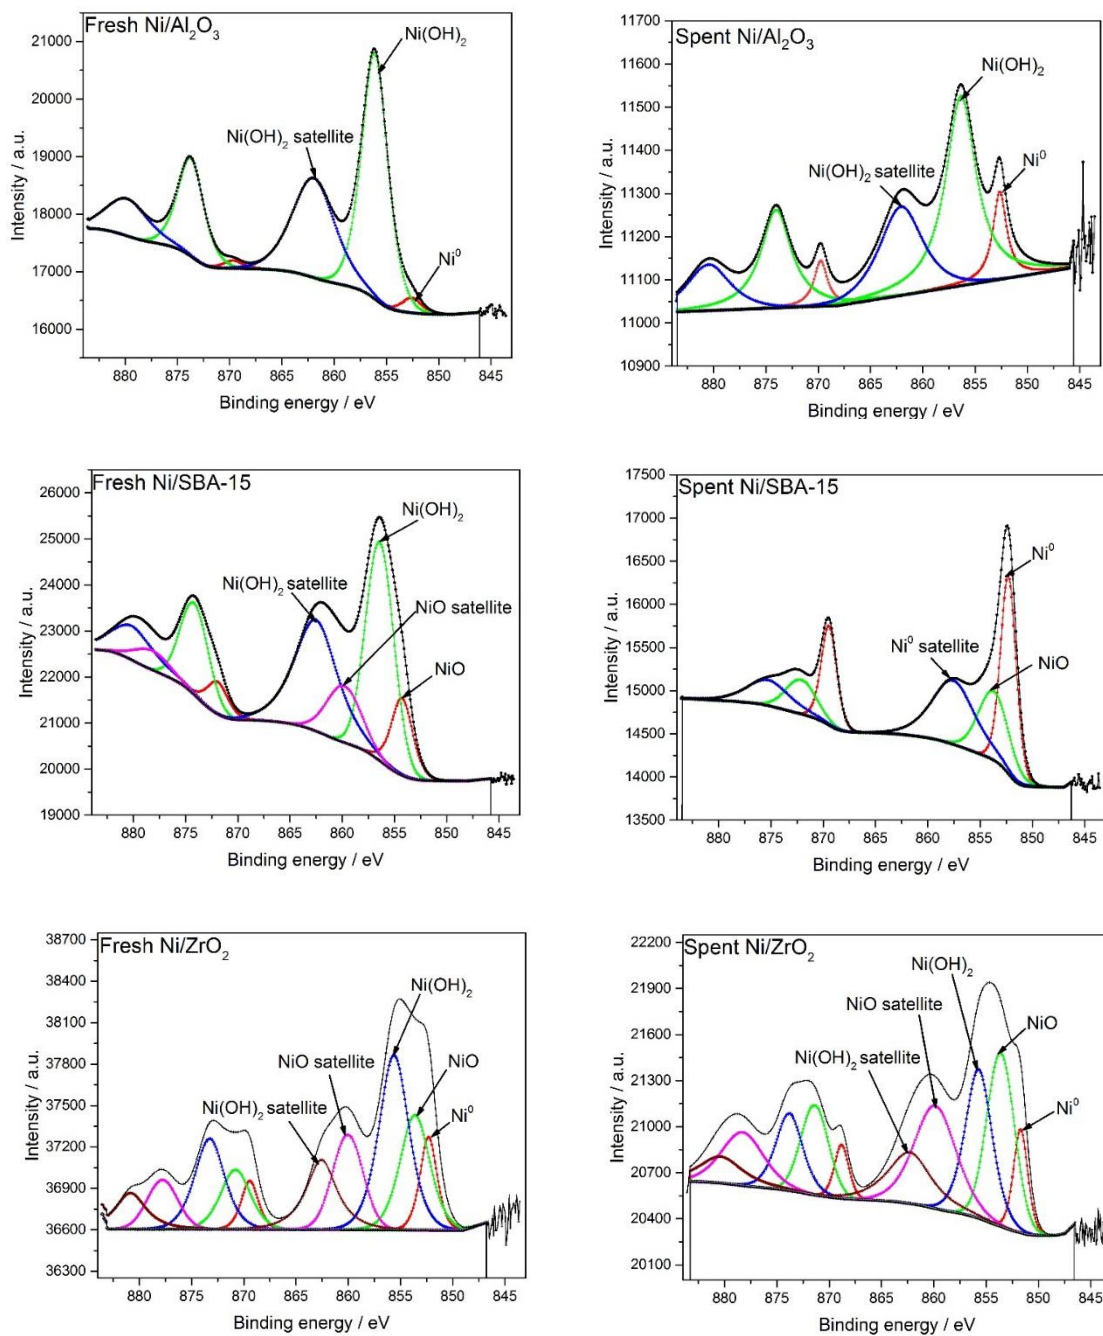 Fresh Ni/Al₂O₃
Ni(OH)₂
Ni(OH)₂ satellite
Ni⁰
21000
20000
19000
18000
17000
16000
Intensity / a.u.
880 875 870 865 860 855 850 845
Binding energy / eV
Spent Ni/Al₂O₃
Ni(OH)₂
Ni(OH)₂ satellite
Ni⁰
11700
11600
11500
11400
11300
11200
11100
11000
10900
Intensity / a.u.
880 875 870 865 860 855 850 845
Binding energy / eV
Fresh Ni/SBA-15
Ni(OH)₂
Ni(OH)₂ satellite
NiO satellite
NiO
26000
25000
24000
23000
22000
21000
20000
19000
Intensity / a.u.
880 875 870 865 860 855 850 845
Binding energy / eV
Spent Ni/SBA-15
Ni⁰
Ni⁰ satellite
NiO
17500
17000
16500
16000
15500
15000
14500
14000
13500
Intensity / a.u.
880 875 870 865 860 855 850 845
Binding energy / eV
Fresh Ni/ZrO₂
Ni(OH)₂
NiO satellite
NiO
Ni(OH)₂ satellite
Ni⁰
38700
38400
38100
37800
37500
37200
36900
36600
36300
Intensity / a.u.
880 875 870 865 860 855 850 845
Binding energy / eV
Spent Ni/ZrO₂
Ni(OH)₂
NiO satellite
NiO
Ni(OH)₂ satellite
Ni⁰
22200
21900
21600
21300
21000
20700
20400
20100
Intensity / a.u.
880 875 870 865 860 855 850 845
Binding energy / eV